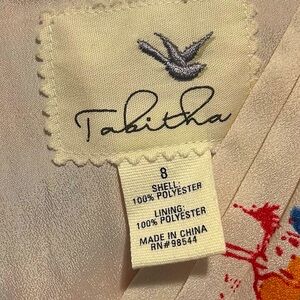 Tabitha
8
SHELL:
100% POLYESTER
LINING:
100% POLYESTER
MADE IN CHINA
RN#98544